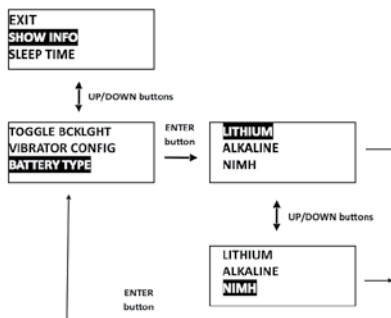 EXIT
SHOW INFO
SLEEP TIME
UP/DOWN buttons
TOGGLE BCKLGHT
VIBRATOR CONFIG
BATTERY TYPE
ENTER
button
LITHIUM
ALKALINE
NIMH
UP/DOWN buttons
LITHIUM
ALKALINE
NIMH
ENTER
button